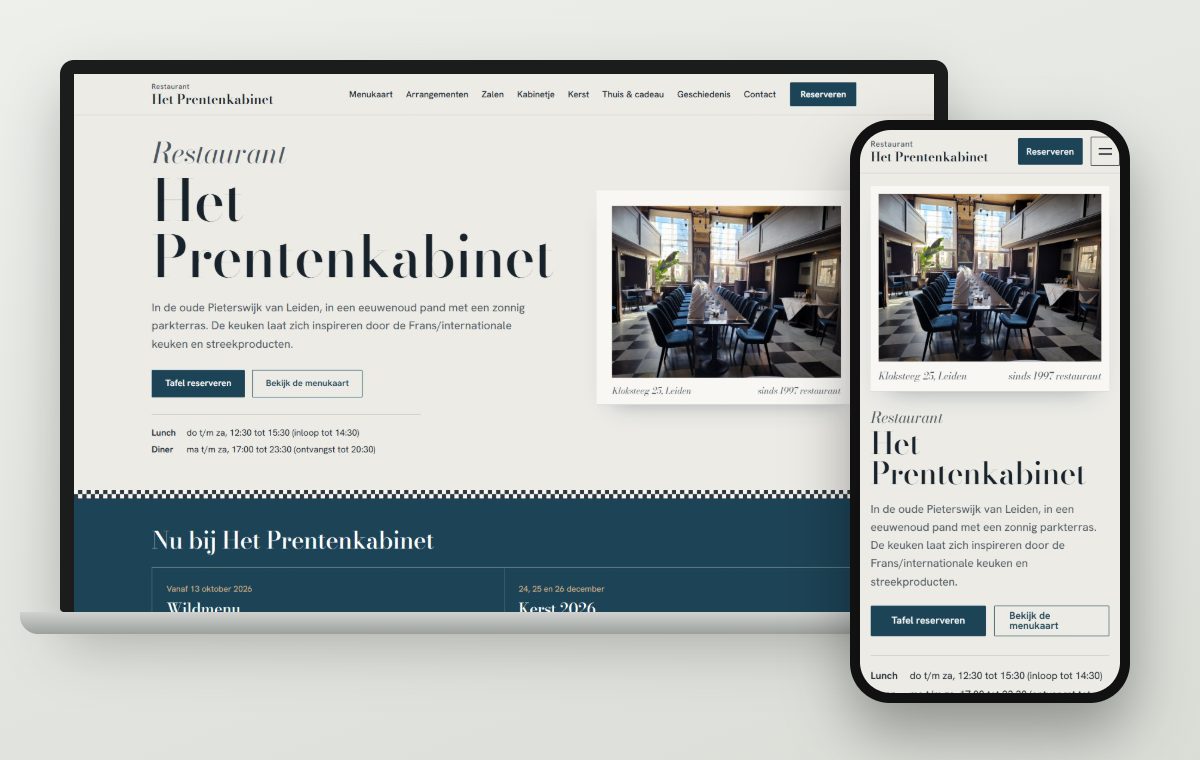 Restaurant
Het Prentenkabinet
Menukaart Arrangementen Zalen Kabinetje Kerst Thuis & cadeau Geschiedenis Contact Reserveren
Restaurant
Het
Prentenkabinet
In de oude Pieterswijk van Leiden, in een eeuwenoud pand met een zonnig
parkterras. De keuken laat zich inspireren door de Frans/internationale
keuken en streekproducten.
Tafel reserveren Bekijk de menukaart
Lunch do t/m za, 12:30 tot 15:30 (inloop tot 14:30)
Diner ma t/m za, 17:00 tot 23:30 (ontvangst tot 20:30)
Kloksteeg 25, Leiden sinds 1997 restaurant
Nu bij Het Prentenkabinet
Vanaf 13 oktober 2026
Wildmenu
24, 25 en 26 december
Kerst 2026
Restaurant
Het Prentenkabinet
Reserveren
Kloksteeg 25, Leiden sinds 1997 restaurant
Restaurant
Het
Prentenkabinet
In de oude Pieterswijk van Leiden, in een
eeuwenoud pand met een zonnig parkterras.
De keuken laat zich inspireren door de
Frans/internationale keuken en
streekproducten.
Tafel reserveren
Bekijk de
menukaart
Lunch do t/m za, 12:30 tot 15:30 (inloop tot 14:30)